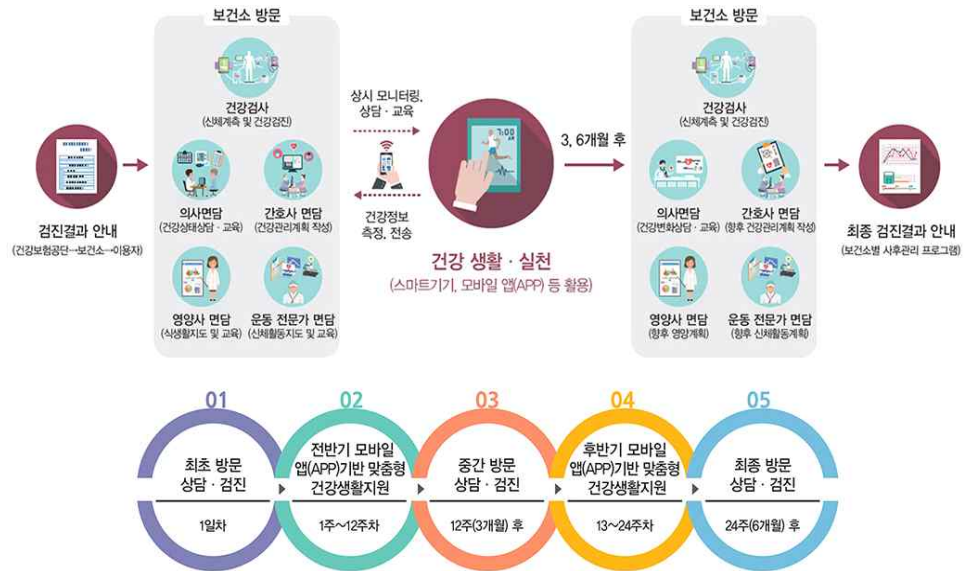 보건소 방문
건강검사
(신체계측 및 건강검진)
의사면담
(건강상태상담·교육)
간호사 면담
(건강관리계획 작성)
영양사 면담
(식생활지도 및 교육)
운동 전문가 면담
(신체활동지도 및 교육)
검진결과 안내
(건강보험공단→보건소→이용자)
상시 모니터링,
상담·교육
건강정보
측정, 전송
7:00
건강 생활·실천
(스마트기기, 모바일 앱(APP) 등 활용)
3, 6개월 후
보건소 방문
건강검사
(신체계측 및 건강검진)
의사면담
(건강변화상담·교육)
간호사 면담
(향후 건강관리계획 작성)
영양사 면담
(향후 영양계획)
운동 전문가 면담
(향후 신체활동계획)
최종 검진결과 안내
(보건소별 사후관리 프로그램)
01
최초 방문
상담·검진
1일차
02
전반기 모바일
앱(APP)기반 맞춤형
건강생활지원
1주~12주차
03
중간 방문
상담·검진
12주(3개월) 후
04
후반기 모바일
앱(APP)기반 맞춤형
건강생활지원
13~24주차
05
최종 방문
상담·검진
24주(6개월) 후